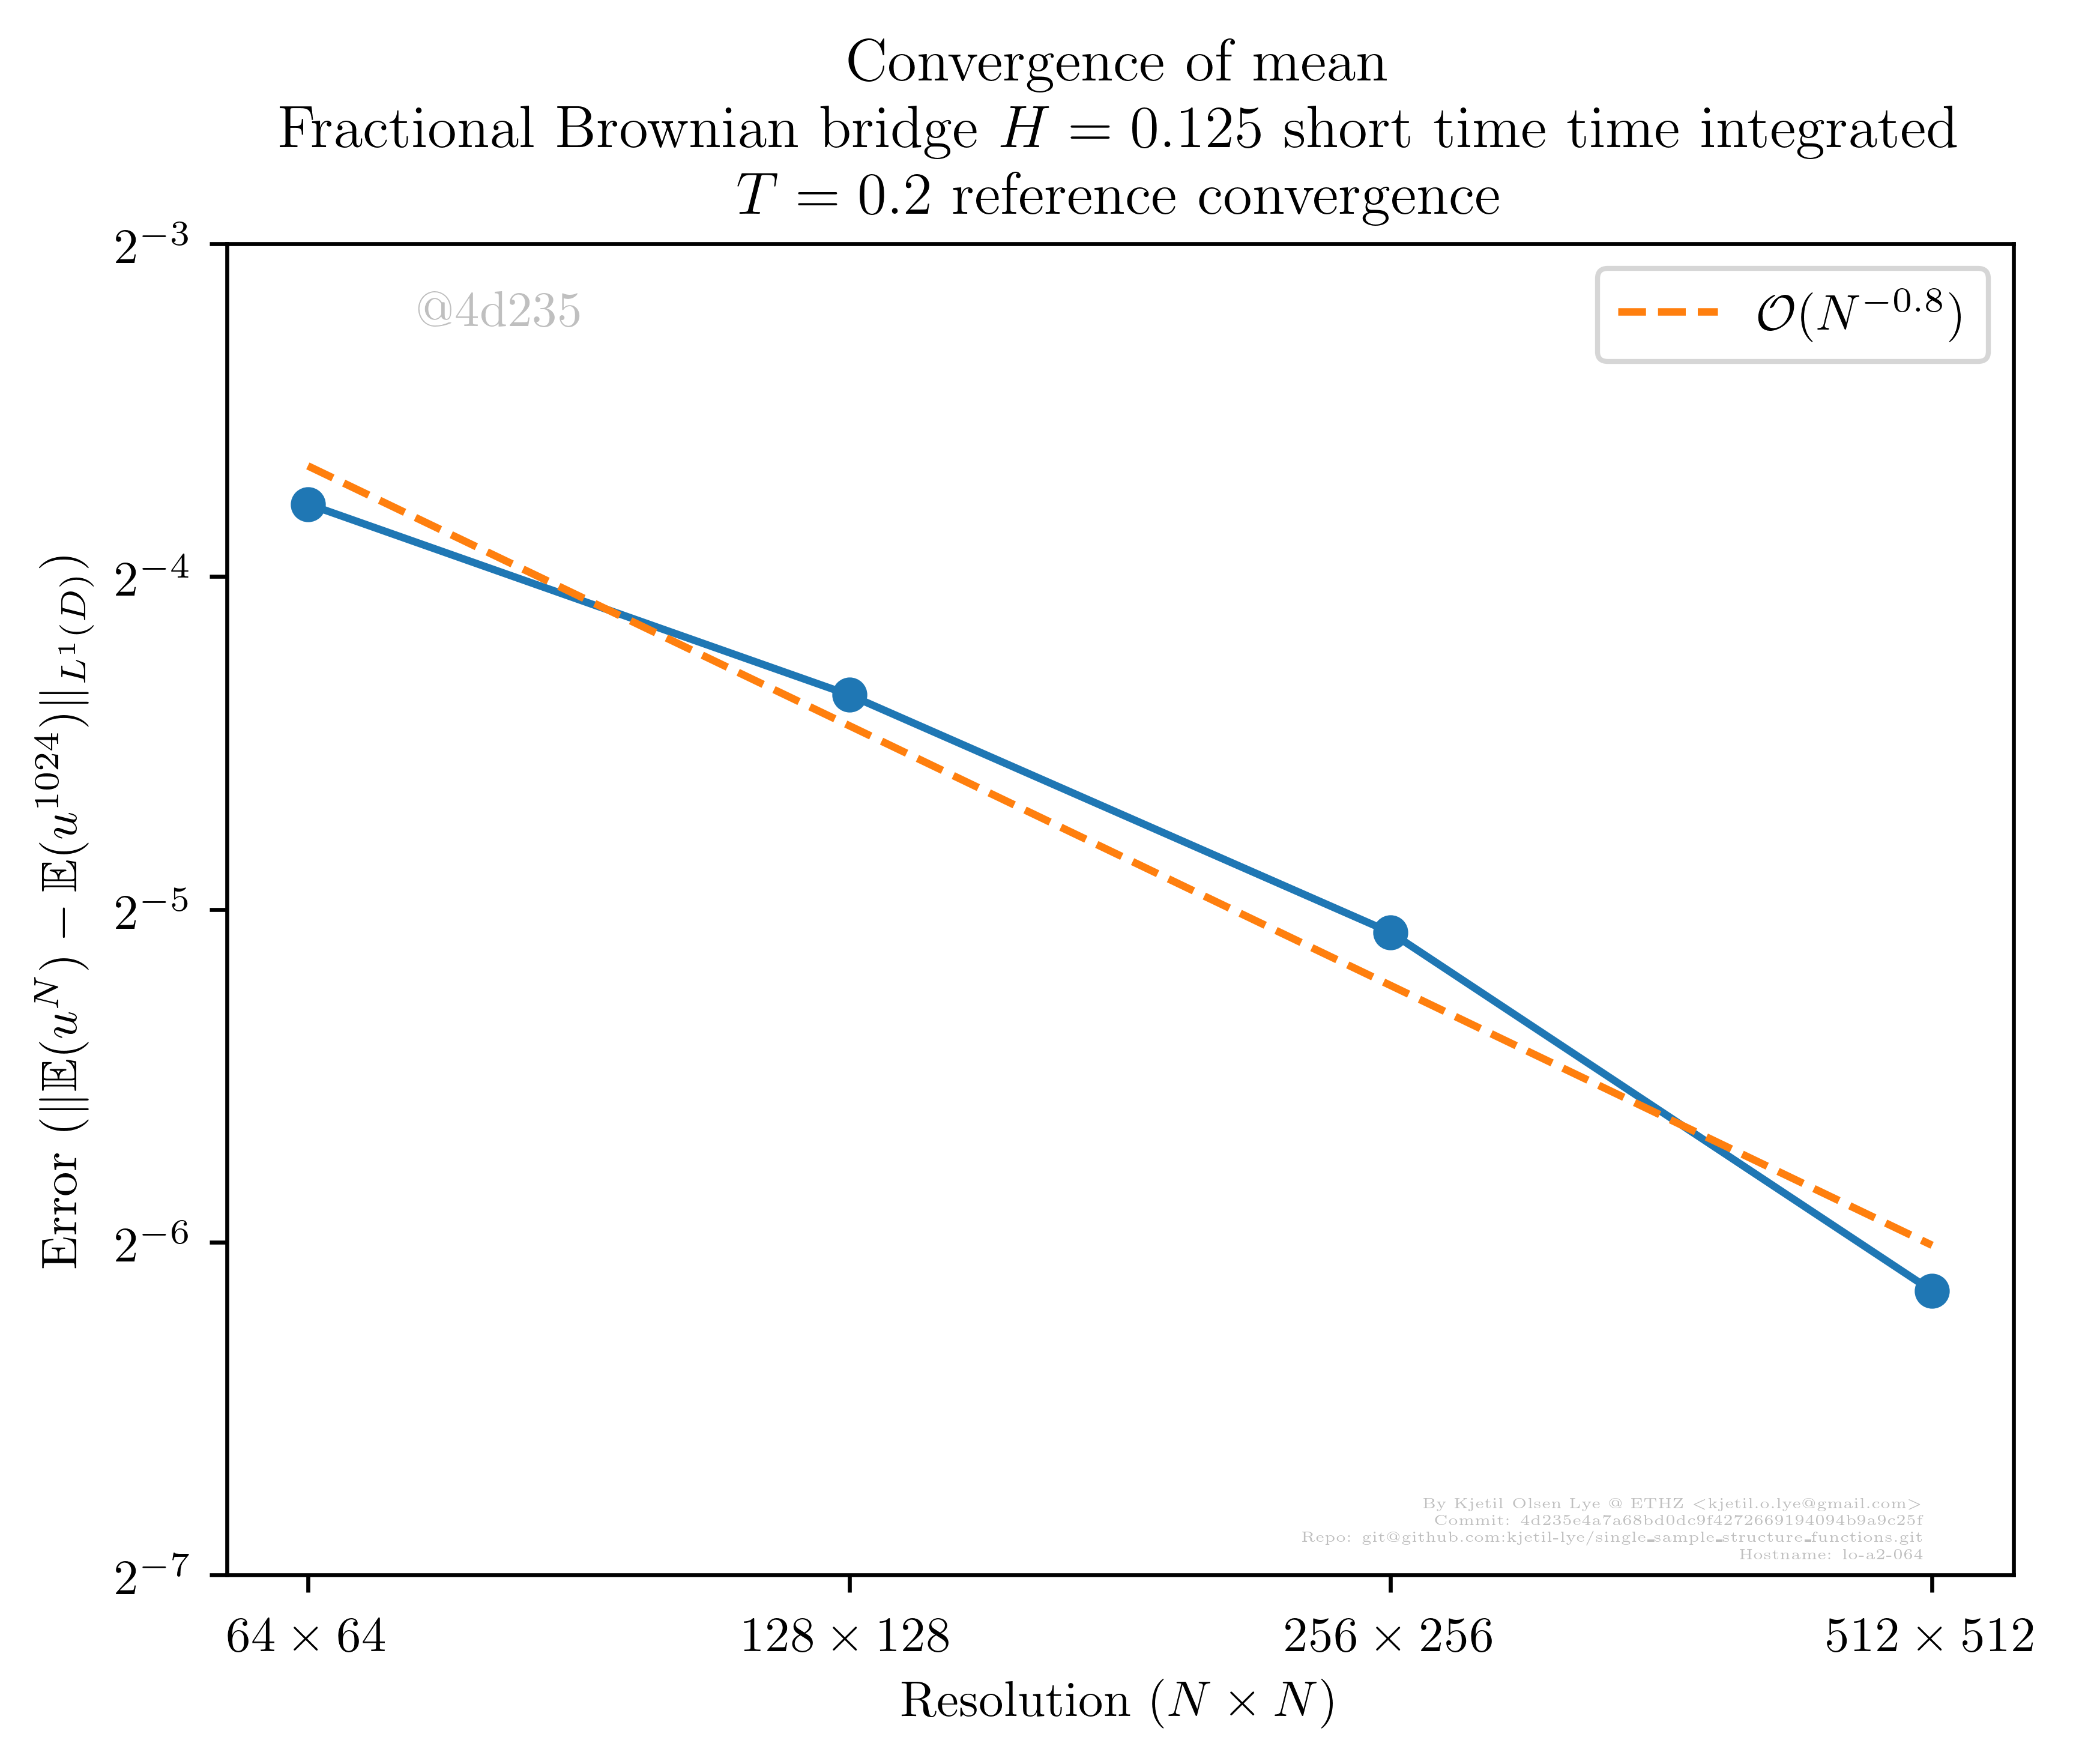 Convergence of mean
Fractional Brownian bridge H = 0.125 short time time integrated
T = 0.2 reference convergence
2⁻³
@4d235
𝒪(N⁻⁰·⁸)
2⁻⁴
2⁻⁵
2⁻⁶
2⁻⁷
Error (||𝔼(uᴺ) − 𝔼(u¹⁰²⁴)||_{L¹(D)})
By Kjetil Olsen Lye @ ETHZ <kjetil.o.lye@gmail.com>
Commit: 4d235e4a7a68bd0dc9f4272669194094b9a9c25f
Repo: git@github.com:kjetil-lye/single_sample_structure_functions.git
Hostname: lo-a2-064
64 × 64
128 × 128
256 × 256
512 × 512
Resolution (N × N)